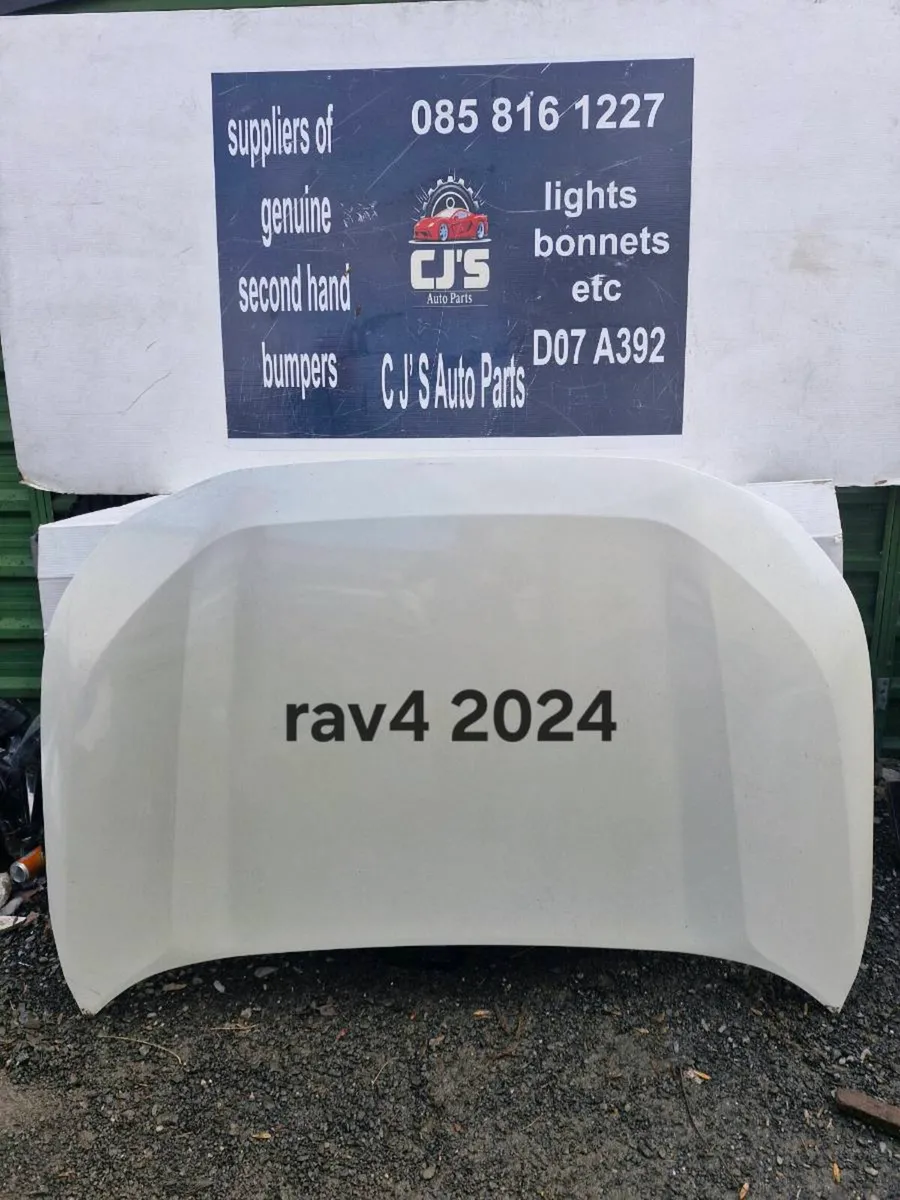 suppliers of
genuine
second hand
bumpers
085 816 1227
CJ'S
Auto Parts
C J' S Auto Parts
lights
bonnets
etc
D07 A392
rav4 2024